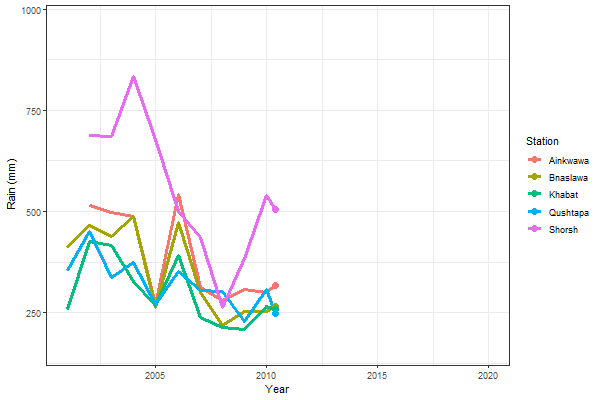 1000
750
500
250
Rain (mm)
2005
2010
2015
2020
Year
Station
Ainkwawa
Bnaslawa
Khabat
Qushtapa
Shorsh